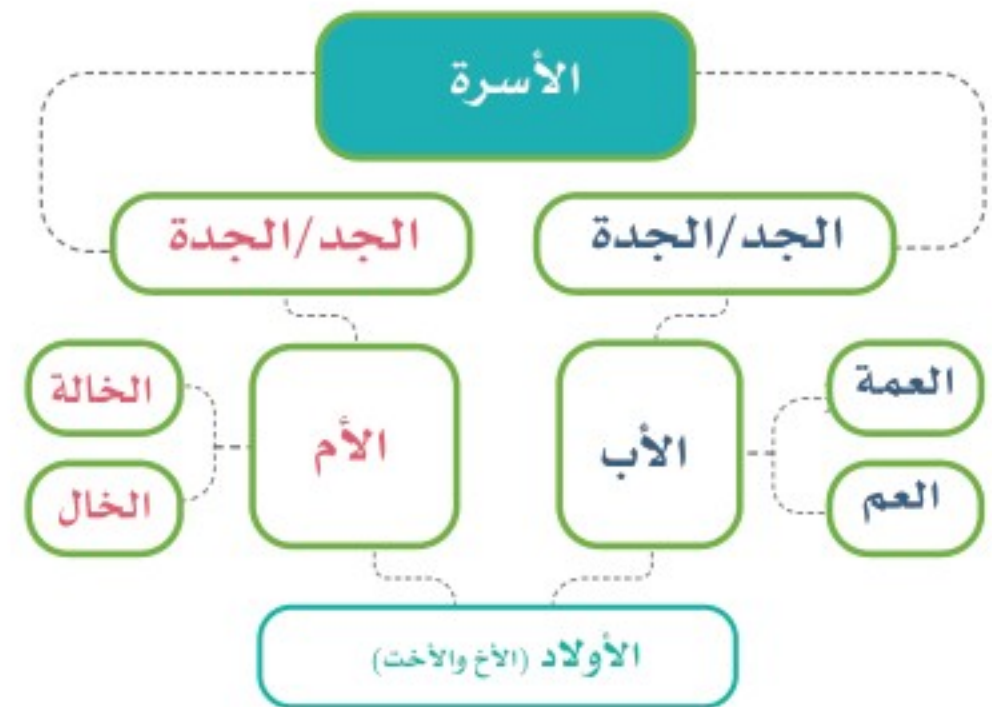 الأسرة
الجد/الجدة
الجد/الجدة
العمة
العم
الأب
الأم
الخالة
الخال
الأولاد (الأخ والأخت)